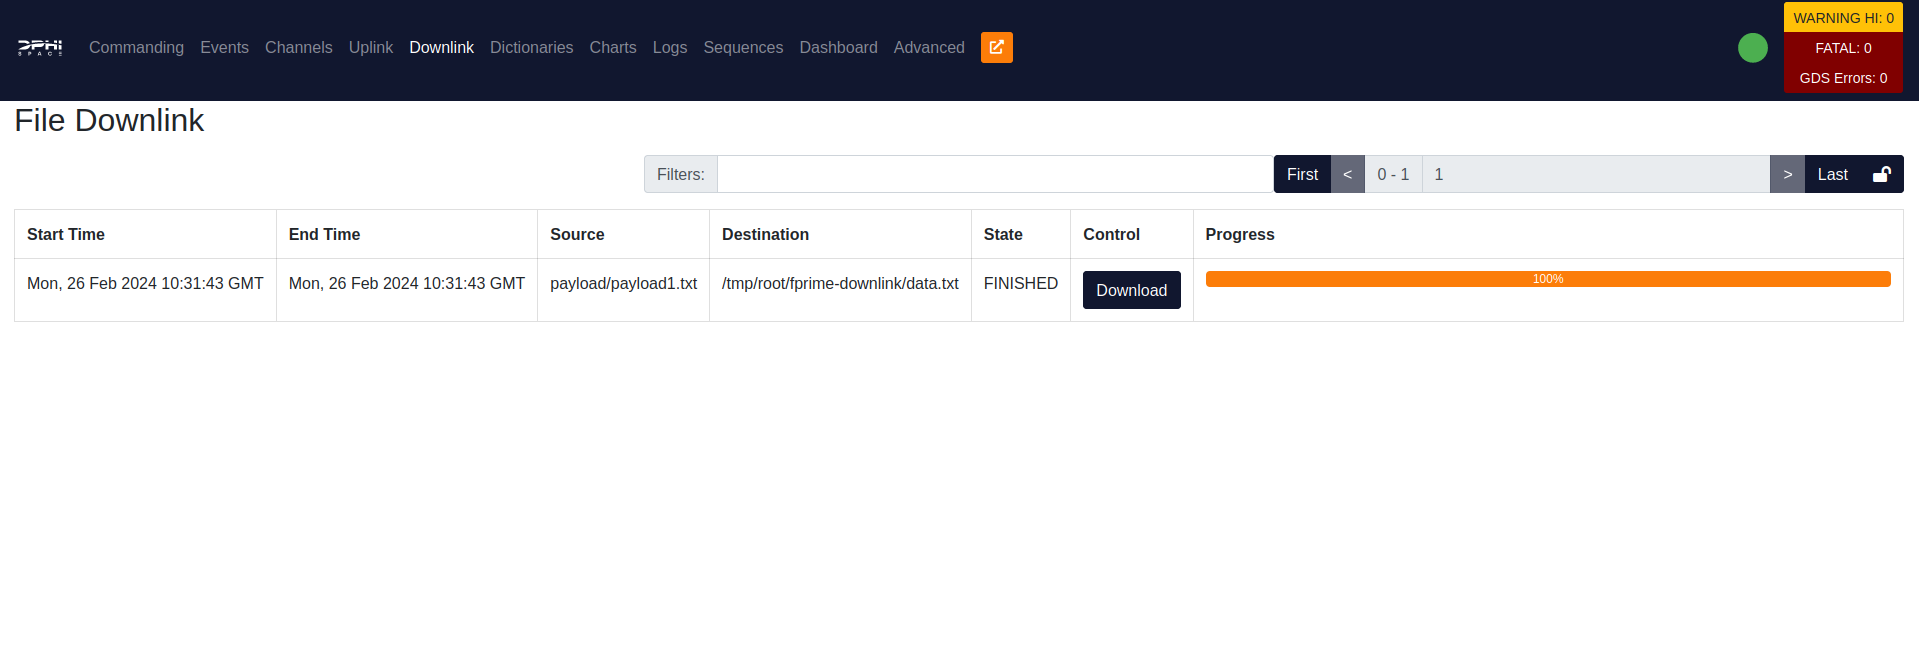 DPHI
SPACE
Commanding Events Channels Uplink Downlink Dictionaries Charts Logs Sequences Dashboard Advanced
WARNING HI: 0
FATAL: 0
GDS Errors: 0
File Downlink
Filters: First < 0 - 1 1 > Last
Start Time End Time Source Destination State Control Progress
Mon, 26 Feb 2024 10:31:43 GMT Mon, 26 Feb 2024 10:31:43 GMT payload/payload1.txt /tmp/root/fprime-downlink/data.txt FINISHED Download 100%